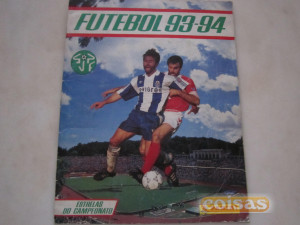 FUTEBOL 93-94
ESTRELAS
DO CAMPEONATO
coisas